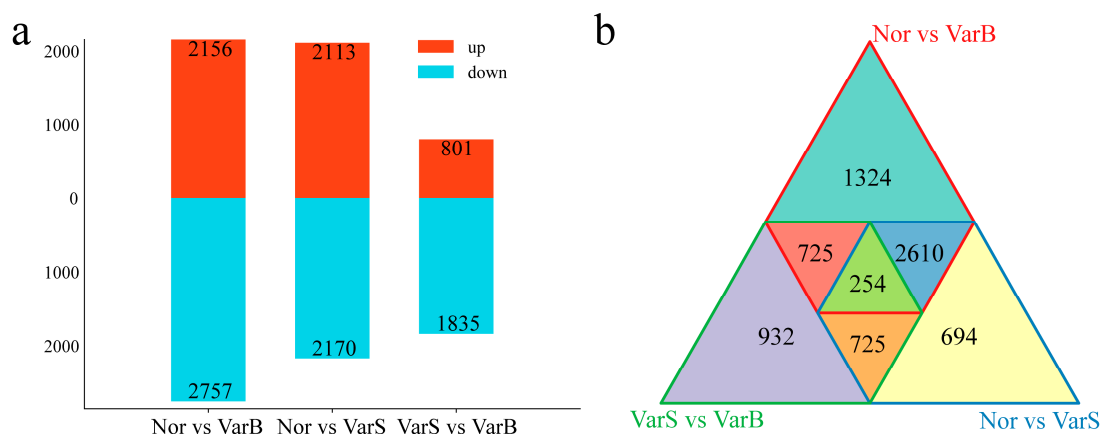 a
2000
1000
0
1000
2000
2156
2113
801
2757
2170
1835
up
down
Nor vs VarB
Nor vs VarS
VarS vs VarB
b
Nor vs VarB
1324
725
2610
254
932
725
694
VarS vs VarB
Nor vs VarS